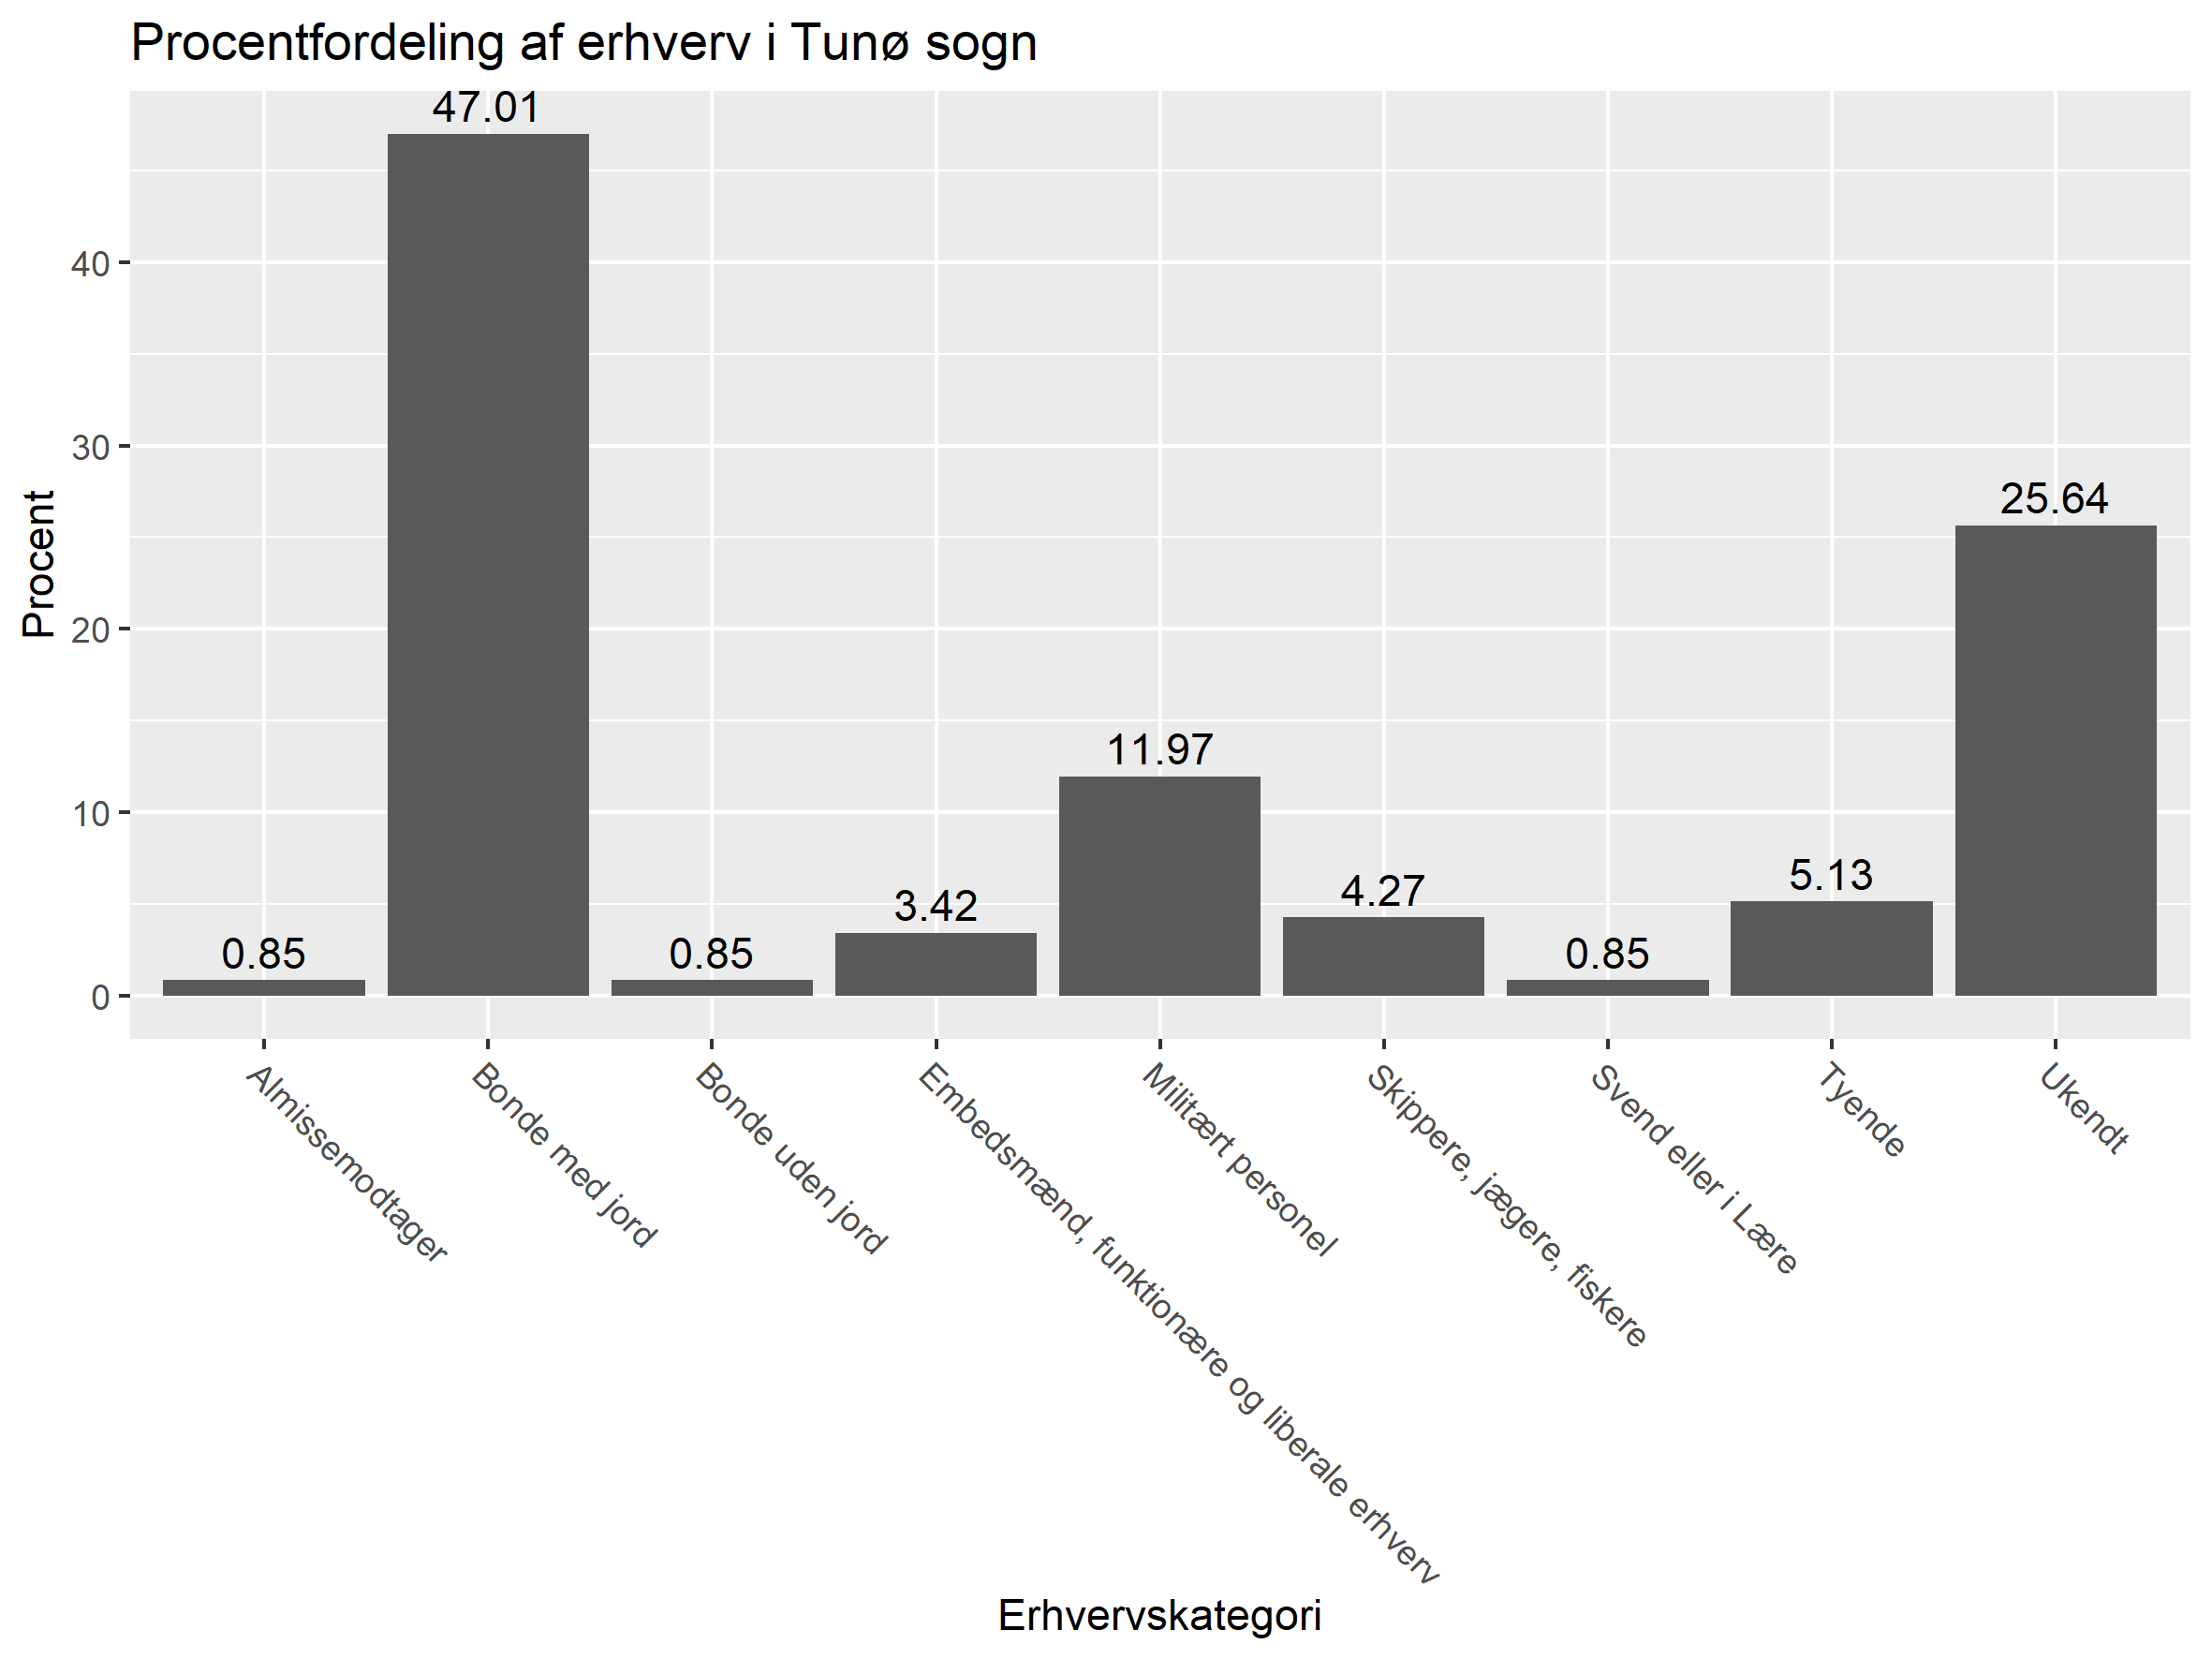 Procentfordeling af erhverv i Tunø sogn
Procent
40
30
20
10
0
0.85
47.01
0.85
3.42
11.97
4.27
0.85
5.13
25.64
Almissemodtager
Bonde med jord
Bonde uden jord
Embedsmænd, funktionære og liberale erhverv
Militært personel
Skippere, jægere, fiskere
Svend eller i Lære
Tyende
Ukendt
Erhvervskategori